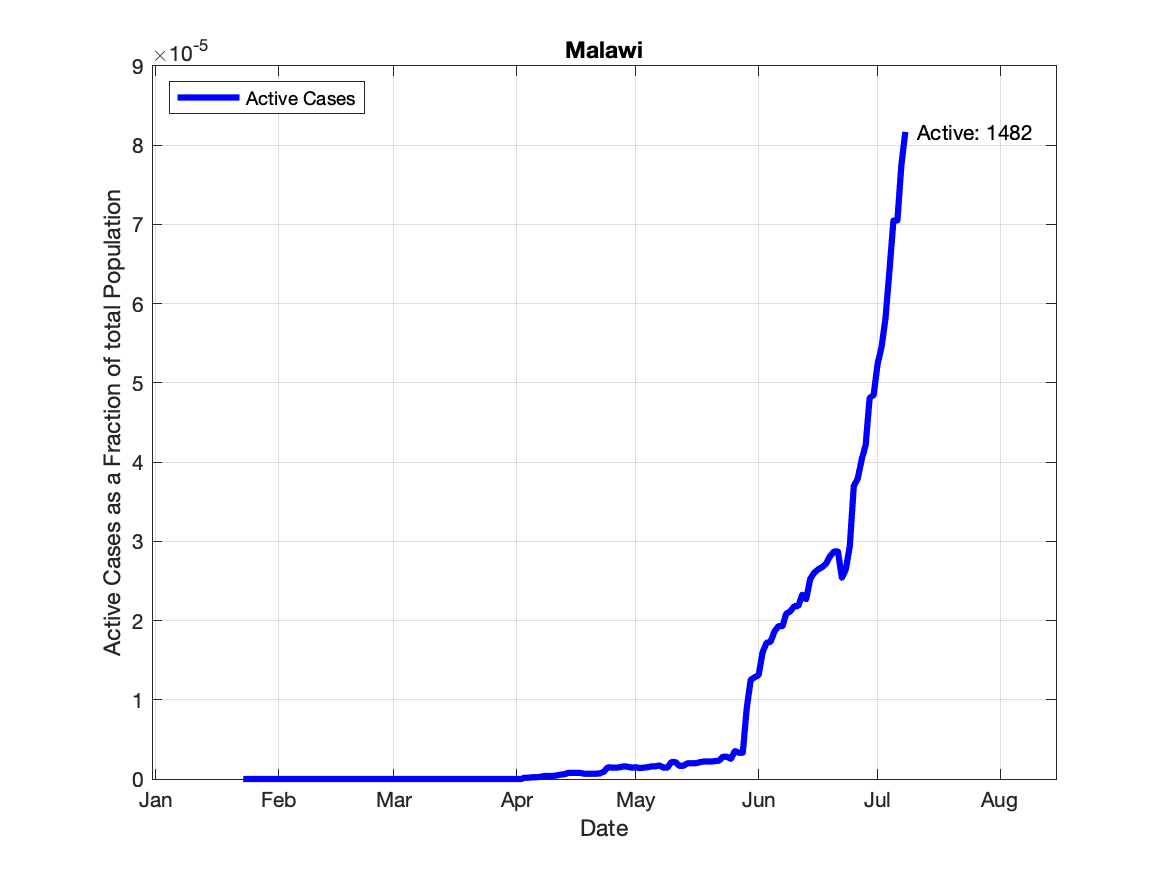 Malawi
×10-5
Active Cases
Active: 1482
9
8
7
6
5
4
3
2
1
0
Active Cases as a Fraction of total Population
Jan Feb Mar Apr May Jun Jul Aug
Date